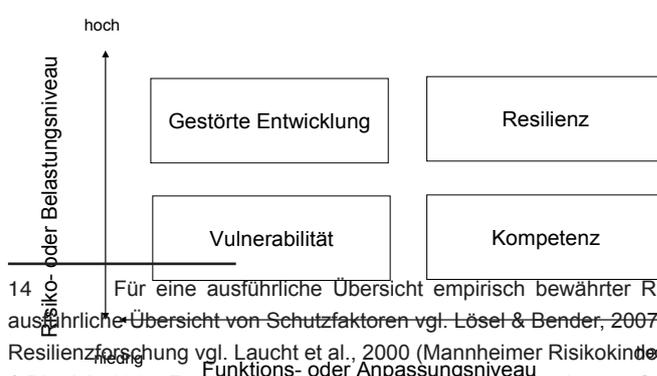 hoch
Risiko- oder Belastungsniveau
Gestörte Entwicklung
Resilienz
Vulnerabilität
Kompetenz
14 Für eine ausführliche Übersicht empirisch bewährter R
ausführliche Übersicht von Schutzfaktoren vgl. Lösel & Bender, 2007
Resilienzforschung vgl. Laucht et al., 2000 (Mannheimer Risikokinder
niedrig
Funktions- oder Anpassungsniveau